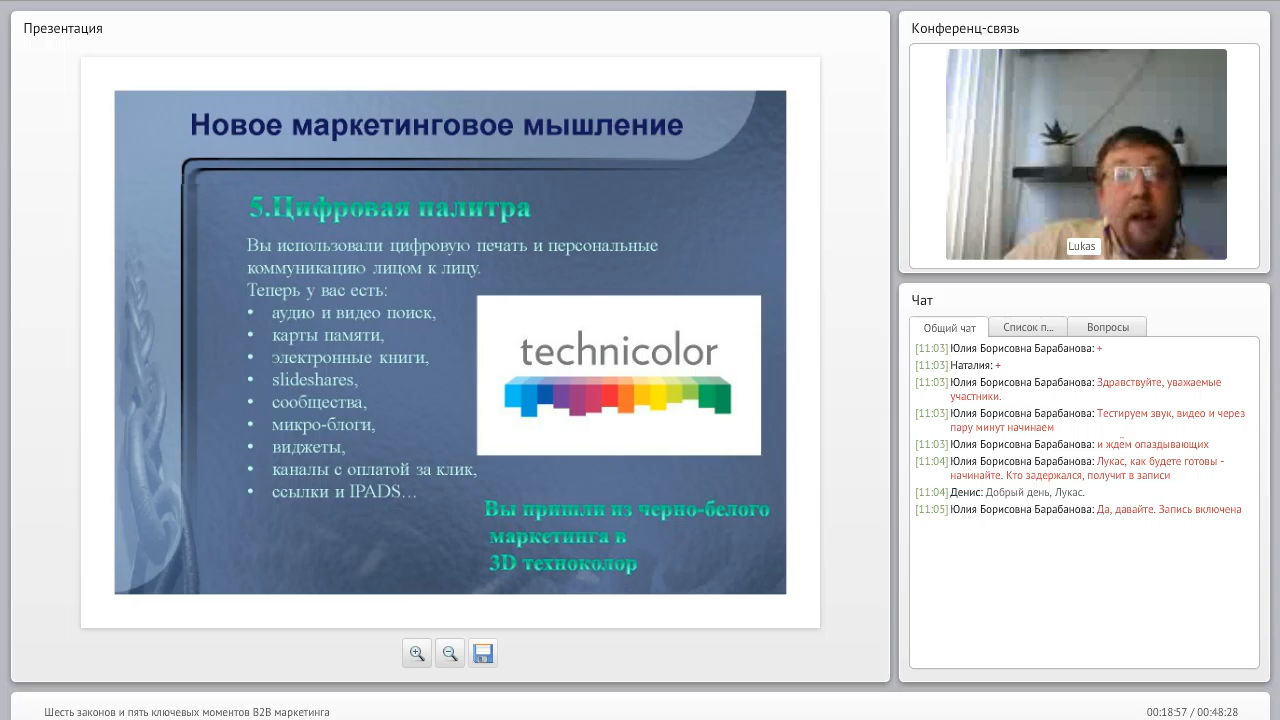 Презентация
Новое маркетинговое мышление
5.Цифровая палитра
Вы использовали цифровую печать и персональные
коммуникацию лицом к лицу.
Теперь у вас есть:
• аудио и видео поиск,
• карты памяти,
• электронные книги,
• slideshares,
• сообщества,
• микро-блоги,
• виджеты,
• каналы с оплатой за клик,
• ссылки и IPADS...
technicolor
Вы пришли из черно-белого
маркетинга в
3D техноколор
Конференц-связь
Lukas
Чат
Общий чат
Список п...
Вопросы
[11:03] Юлия Борисовна Барабанова: +
[11:03] Наталия: +
[11:03] Юлия Борисовна Барабанова: Здравствуйте, уважаемые
участники.
[11:03] Юлия Борисовна Барабанова: Тестируем звук, видео и через
пару минут начинаем
[11:03] Юлия Борисовна Барабанова: и ждём опаздывающих
[11:04] Юлия Борисовна Барабанова: Лукас, как будете готовы -
начинайте. Кто задержался, получит в записи
[11:04] Денис: Добрый день, Лукас.
[11:05] Юлия Борисовна Барабанова: Да, давайте. Запись включена
Шесть законов и пять ключевых моментов B2B маркетинга
00:18:57 / 00:48:28